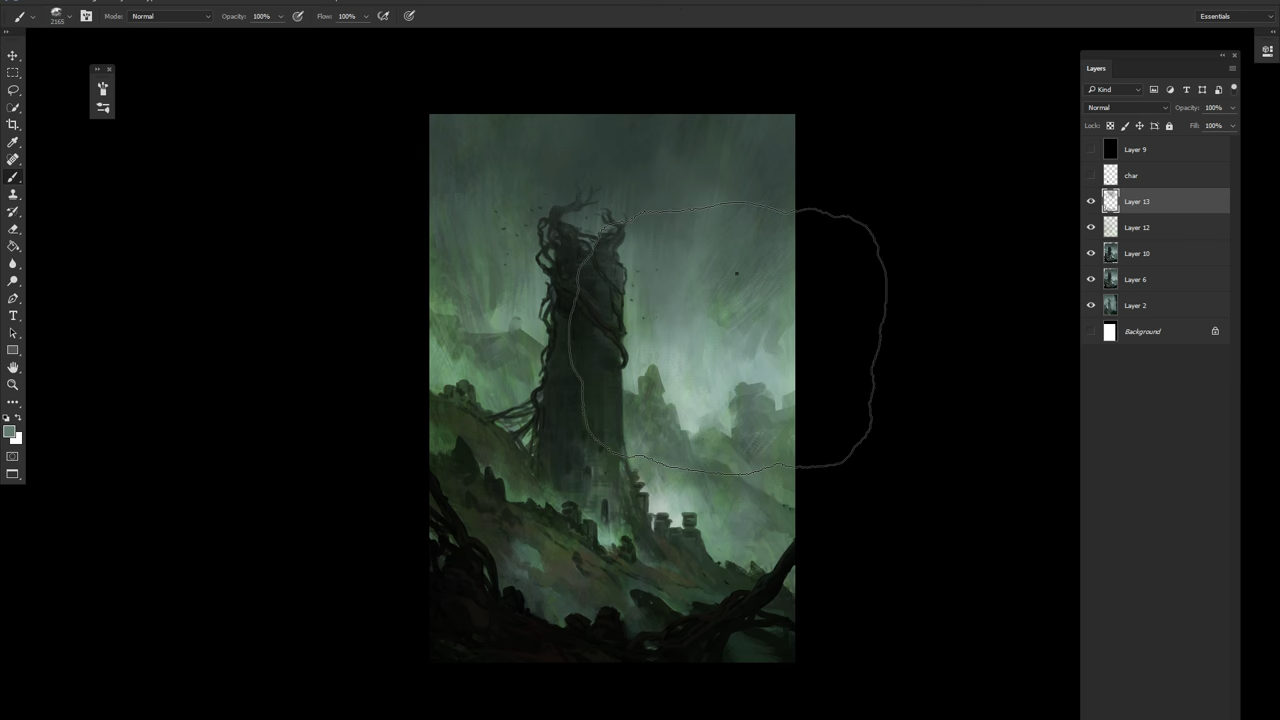 2165
Mode: Normal
Opacity: 100%
Flow: 100%
Essentials
Layers
Kind
Normal
Opacity: 100%
Lock:
Fill: 100%
Layer 9
char
Layer 13
Layer 12
Layer 10
Layer 6
Layer 2
Background